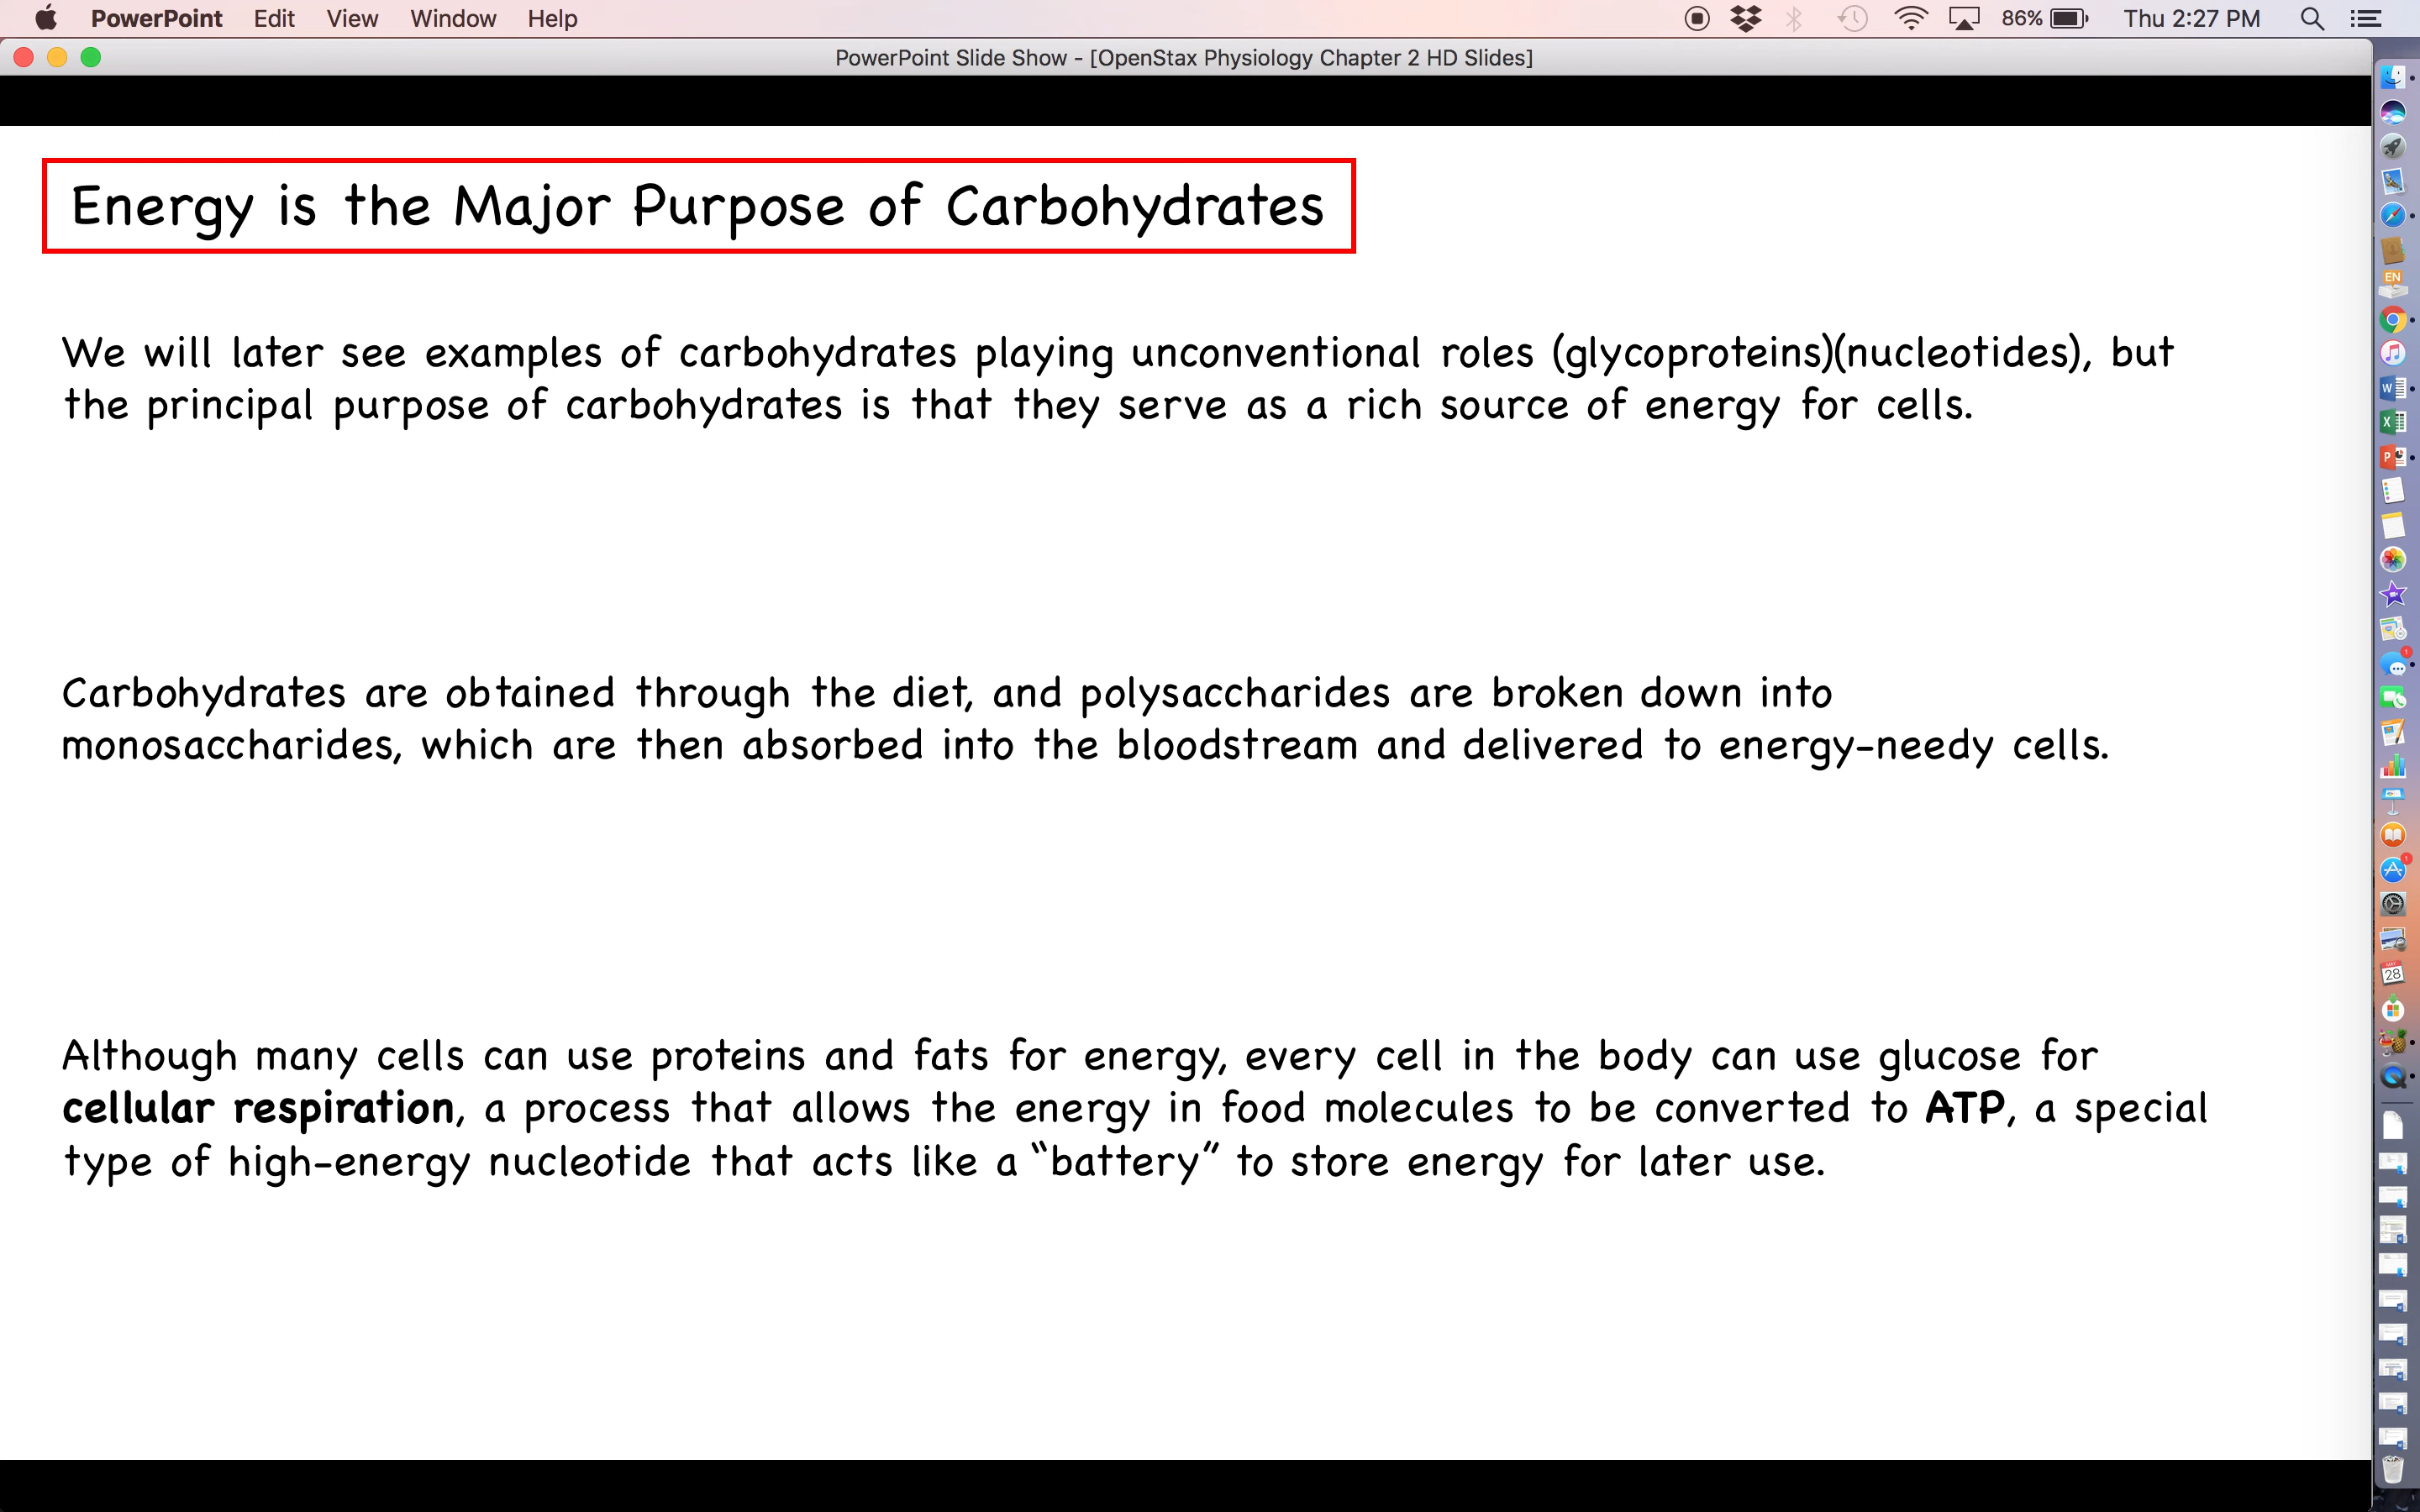 PowerPoint Edit View Window Help 86% Thu 2:27 PM
PowerPoint Slide Show - [OpenStax Physiology Chapter 2 HD Slides]
Energy is the Major Purpose of Carbohydrates
We will later see examples of carbohydrates playing unconventional roles (glycoproteins)(nucleotides), but
the principal purpose of carbohydrates is that they serve as a rich source of energy for cells.
Carbohydrates are obtained through the diet, and polysaccharides are broken down into
monosaccharides, which are then absorbed into the bloodstream and delivered to energy-needy cells.
Although many cells can use proteins and fats for energy, every cell in the body can use glucose for
cellular respiration, a process that allows the energy in food molecules to be converted to ATP, a special
type of high-energy nucleotide that acts like a “battery” to store energy for later use.
EN
W
X
P
1
1
28